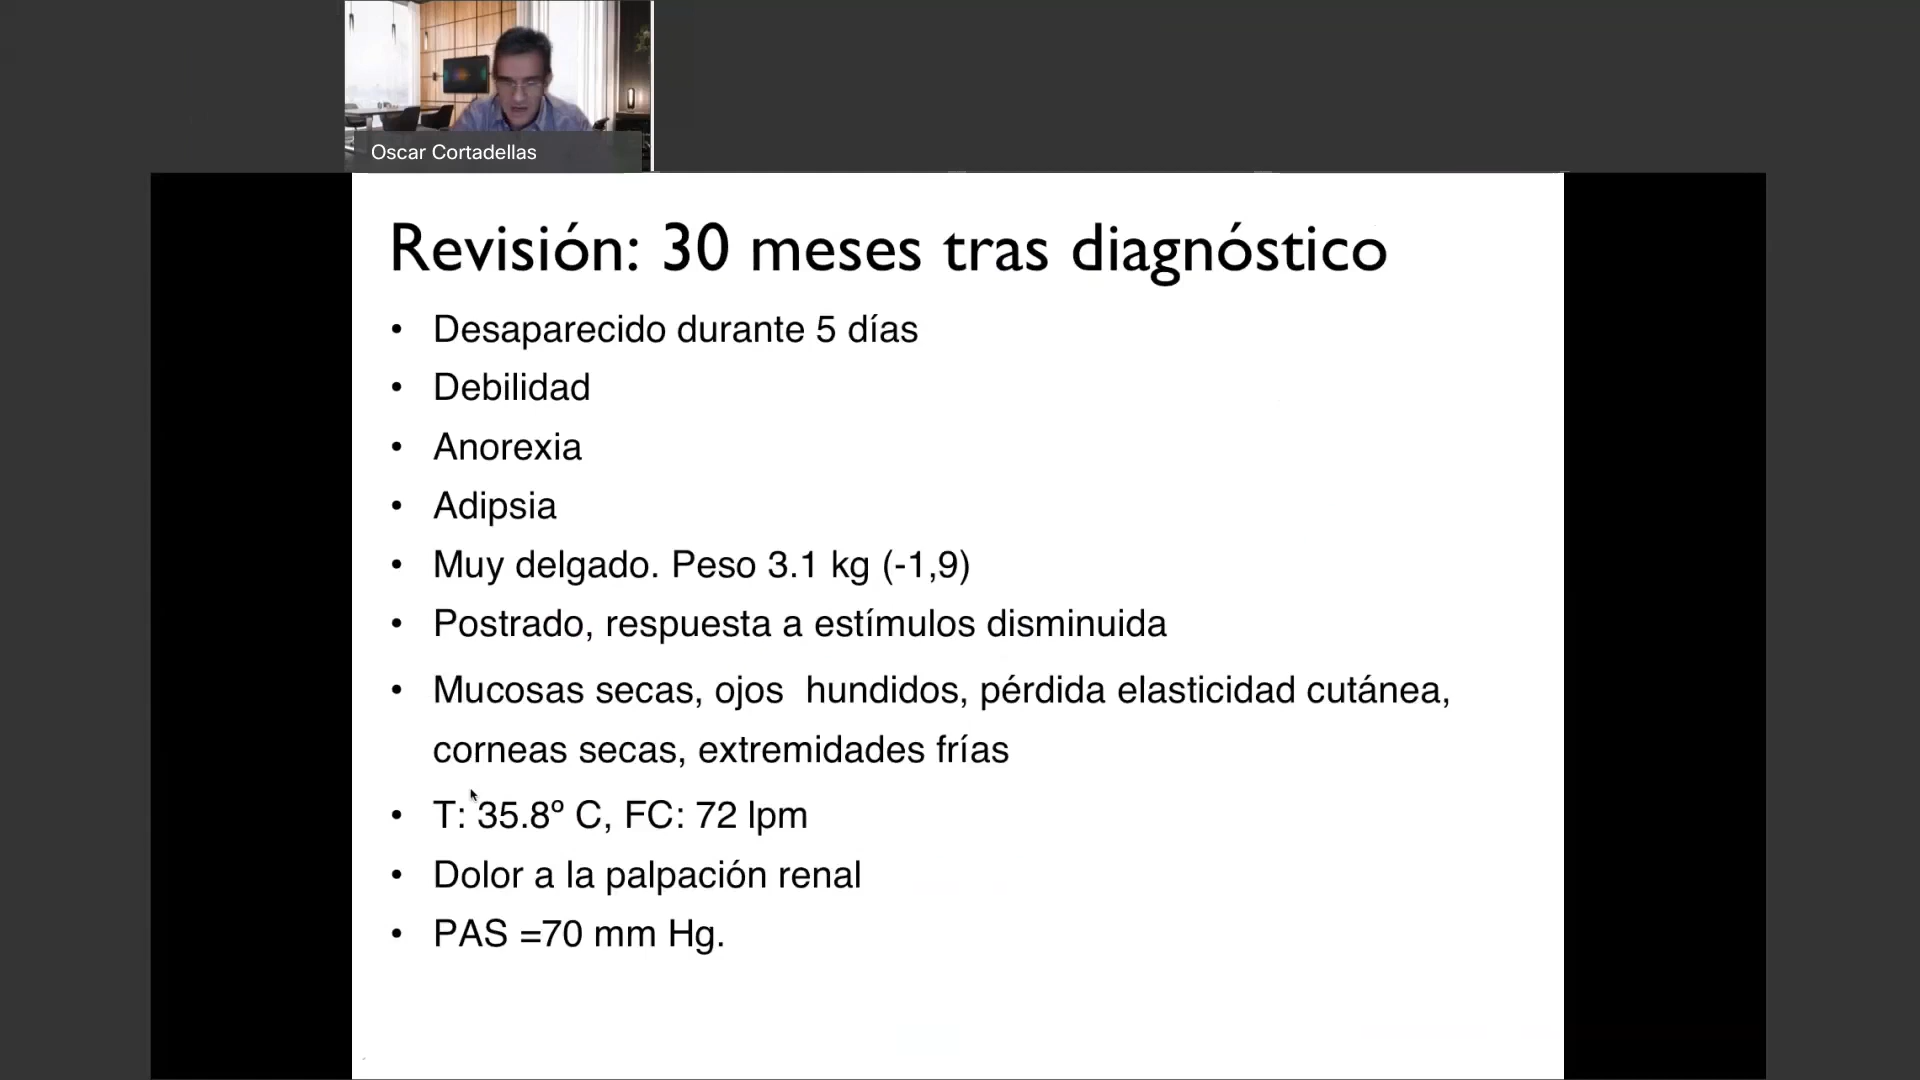 Oscar Cortadellas
Revisión: 30 meses tras diagnóstico
• Desaparecido durante 5 días
• Debilidad
• Anorexia
• Adipsia
• Muy delgado. Peso 3.1 kg (-1,9)
• Postrado, respuesta a estímulos disminuida
• Mucosas secas, ojos  hundidos, pérdida elasticidad cutánea,
corneas secas, extremidades frías
• T: 35.8º C, FC: 72 lpm
• Dolor a la palpación renal
• PAS =70 mm Hg.